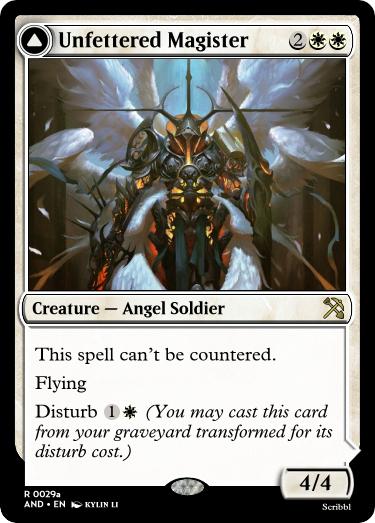 Unfettered Magister 2
Creature — Angel Soldier
This spell can't be countered.
Flying
Disturb 1 (You may cast this card
from your graveyard transformed for its
disturb cost.)
4/4
R 0029a
AND • EN KYLIN LI
Scribbl